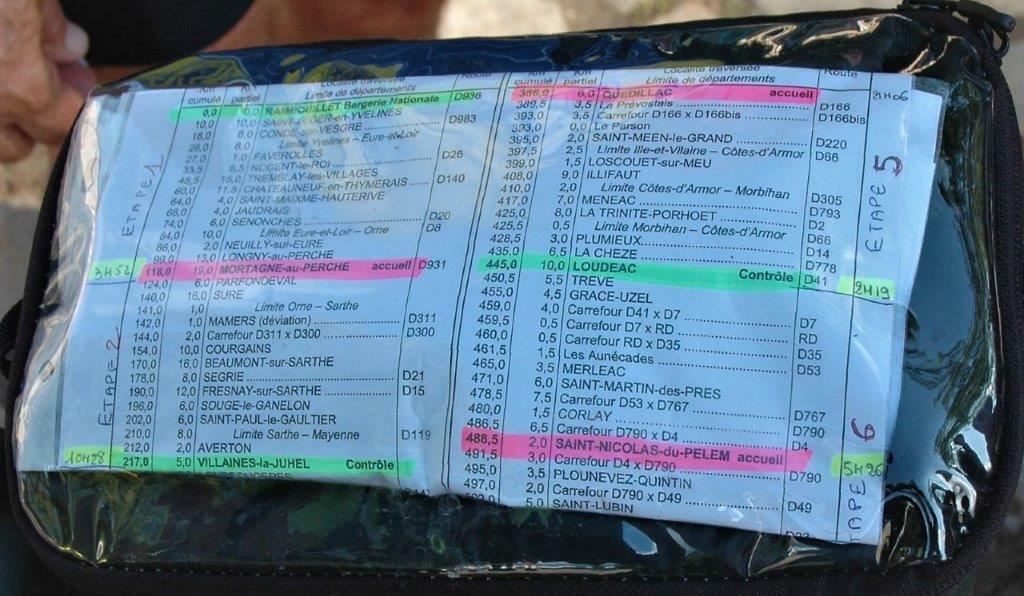 Km Km Localité traversée Route
cumulé partiel Limite de départements
0,0 0,0 RAMBOUILLET Bergerie Nationale D936
10,0 10,0 SAINT-LEGER-en-YVELINES
18,0 8,0 CONDE-sur-VESGRE D983
26,0 8,0 Limite Yvelines – Eure-et-Loir
27,0 1,0 FAVEROLLES
33,5 6,5 NOGENT-le-ROI D26
48,5 15,0 TREMBLAY-les-VILLAGES
60,0 11,5 CHATEAUNEUF-en-THYMERAIS D140
64,0 4,0 SAINT-MAIXME-HAUTERIVE
68,0 4,0 JAUDRAIS
74,0 6,0 SENONCHES D20
84,0 10,0 Limite Eure-et-Loir – Orne D8
86,0 2,0 NEUILLY-sur-EURE
99,0 13,0 LONGNY-au-PERCHE
118,0 19,0 MORTAGNE-au-PERCHE accueil D931
124,0 6,0 PARFONDEVAL
140,0 16,0 SURE
141,0 1,0 Limite Orne – Sarthe
142,0 1,0 MAMERS (déviation) D311
144,0 2,0 Carrefour D311 x D300 D300
154,0 10,0 COURGAINS
170,0 16,0 BEAUMONT-sur-SARTHE
178,0 8,0 SEGRIE D21
190,0 12,0 FRESNAY-sur-SARTHE D15
196,0 6,0 SOUGE-le-GANELON
202,0 6,0 SAINT-PAUL-le-GAULTIER
210,0 8,0 Limite Sarthe – Mayenne D119
212,0 2,0 AVERTON
217,0 5,0 VILLAINES-la-JUHEL Contrôle
ETAPE 1
3H52
ETAPE 2
10H28
Km Km Localité traversée Route
cumulé partiel Limite de départements
386,0 6,0 QUEDILLAC accueil
389,5 3,5 La Prévostais D166
393,0 3,5 Carrefour D166 x D166bis D166bis
393,0 0,0 Le Parson
395,0 2,0 SAINT-MEEN-le-GRAND D220
397,5 2,5 Limite Ille-et-Vilaine – Côtes-d'Armor D66
399,0 1,5 LOSCOUET-sur-MEU
408,0 9,0 ILLIFAUT
410,0 2,0 Limite Côtes-d'Armor – Morbihan
417,0 7,0 MENEAC D305
425,0 8,0 LA TRINITE-PORHOET D793
425,5 0,5 Limite Morbihan – Côtes-d'Armor D2
428,5 3,0 PLUMIEUX D66
435,0 6,5 LA CHEZE D14
D778
445,0 10,0 LOUDEAC Contrôle D41
450,5 5,5 TREVE
455,0 4,5 GRACE-UZEL
459,0 4,0 Carrefour D41 x D7 D7
459,5 0,5 Carrefour D7 x RD RD
460,0 0,5 Carrefour RD x D35 D35
461,5 1,5 Les Aunécades D53
465,0 3,5 MERLEAC
471,0 6,0 SAINT-MARTIN-des-PRES
478,5 7,5 Carrefour D53 x D767 D767
480,0 1,5 CORLAY D790
486,5 6,5 Carrefour D790 x D4 D4
488,5 2,0 SAINT-NICOLAS-du-PELEM accueil
491,5 3,0 Carrefour D4 x D790 D790
495,0 3,5 PLOUNEVEZ-QUINTIN
497,0 2,0 Carrefour D790 x D49 D49
502,0 5,0 SAINT-LUBIN
21H06
ETAPE 5
2H19
ETAPE 6
5H26